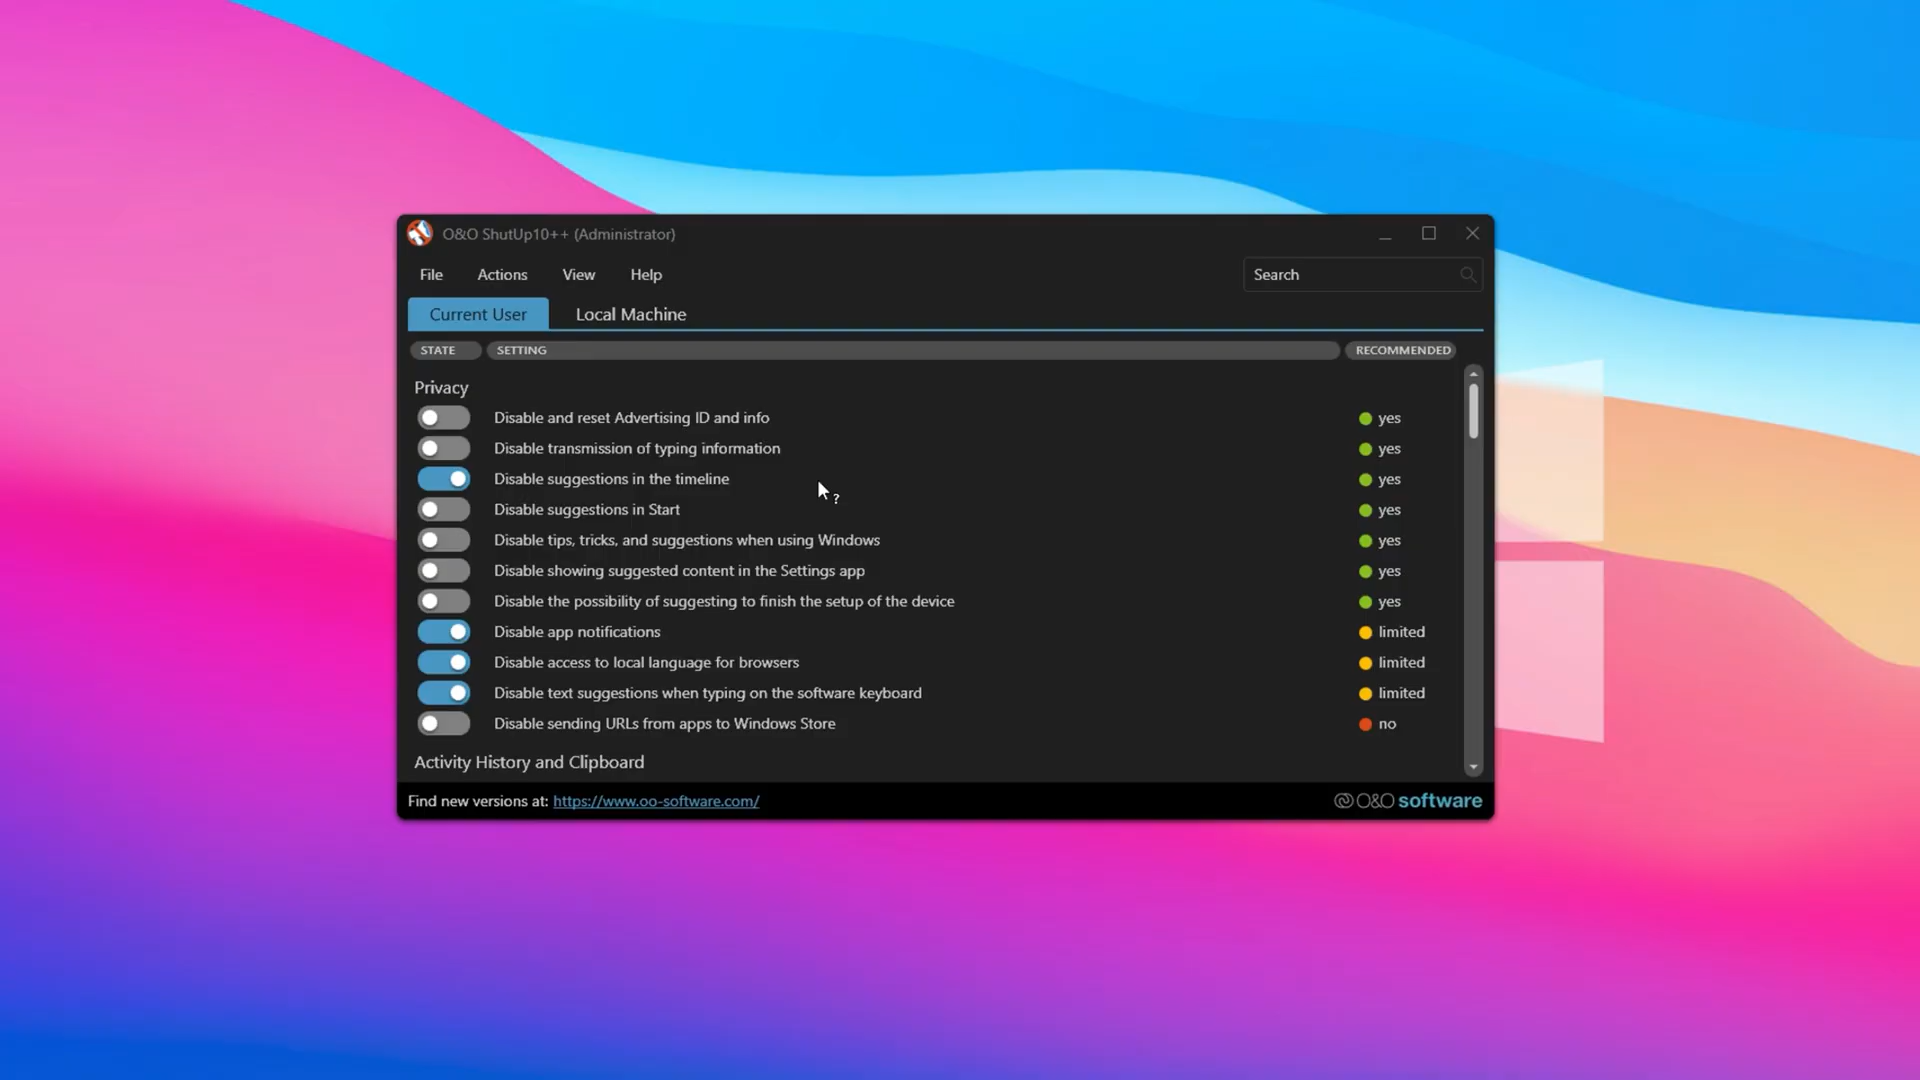 O&O ShutUp10++ (Administrator)
File Actions View Help Search
Current User Local Machine
STATE SETTING RECOMMENDED
Privacy
Disable and reset Advertising ID and info yes
Disable transmission of typing information yes
Disable suggestions in the timeline yes
Disable suggestions in Start yes
Disable tips, tricks, and suggestions when using Windows yes
Disable showing suggested content in the Settings app yes
Disable the possibility of suggesting to finish the setup of the device yes
Disable app notifications limited
Disable access to local language for browsers limited
Disable text suggestions when typing on the software keyboard limited
Disable sending URLs from apps to Windows Store no
Activity History and Clipboard
Find new versions at: https://www.oo-software.com/ O&O software